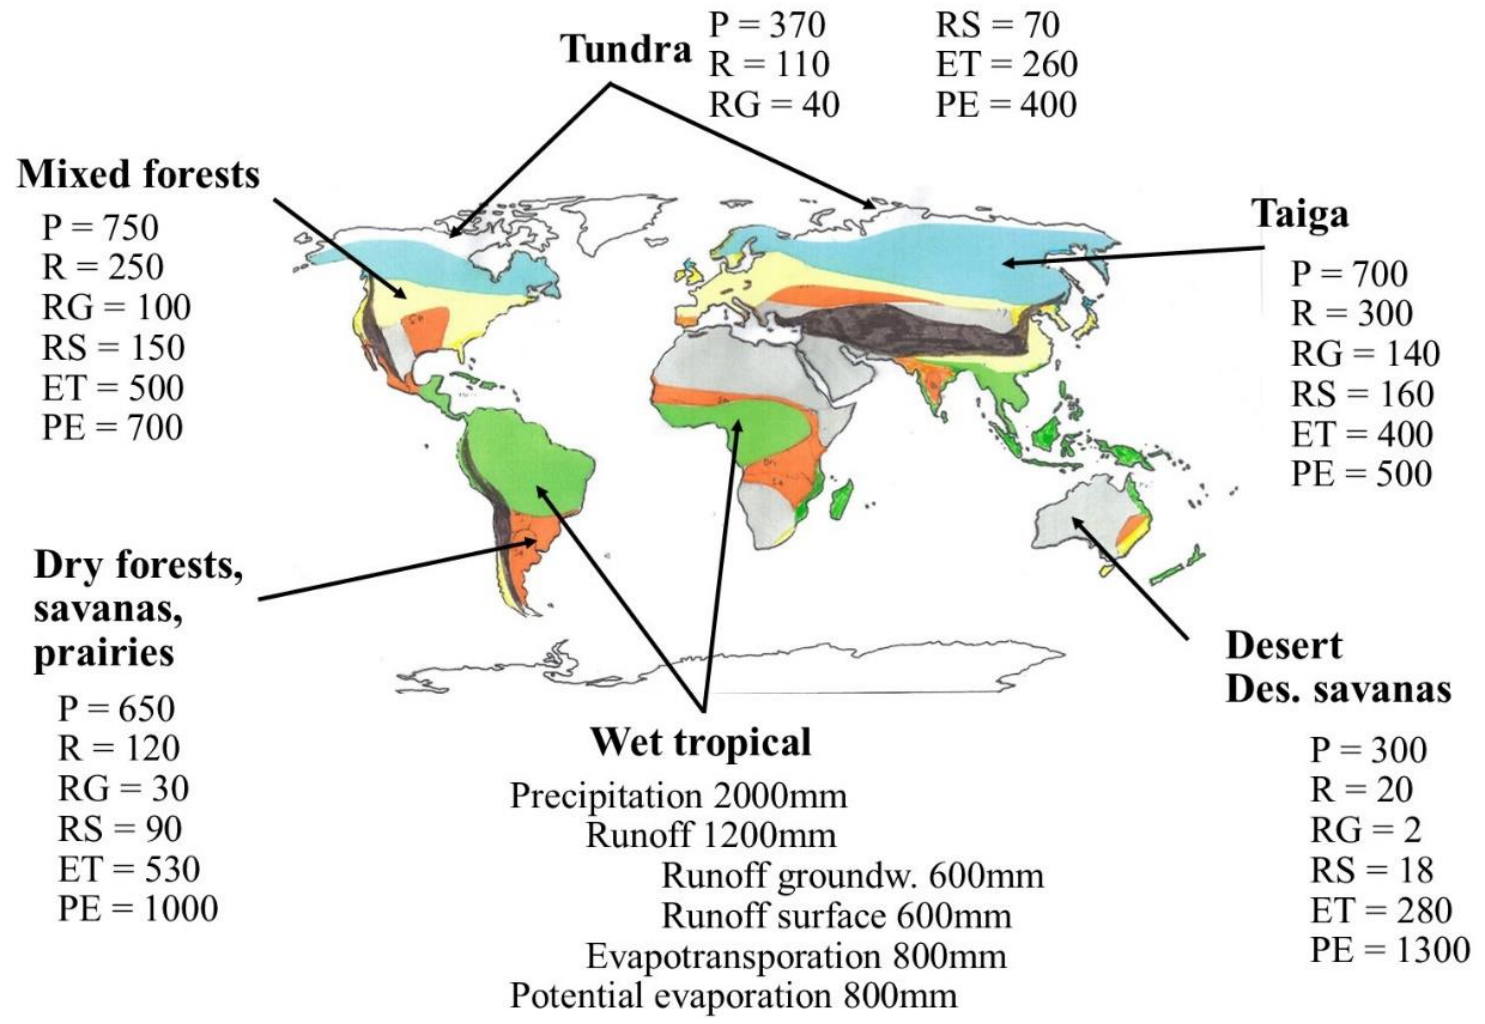 Tundra
P = 370
R = 110
RG = 40
RS = 70
ET = 260
PE = 400
Mixed forests
P = 750
R = 250
RG = 100
RS = 150
ET = 500
PE = 700
Taiga
P = 700
R = 300
RG = 140
RS = 160
ET = 400
PE = 500
Dry forests,
savanas,
prairies
P = 650
R = 120
RG = 30
RS = 90
ET = 530
PE = 1000
Wet tropical
Precipitation 2000mm
Runoff 1200mm
Runoff groundw. 600mm
Runoff surface 600mm
Evapotransporation 800mm
Potential evaporation 800mm
Desert
Des. savanas
P = 300
R = 20
RG = 2
RS = 18
ET = 280
PE = 1300